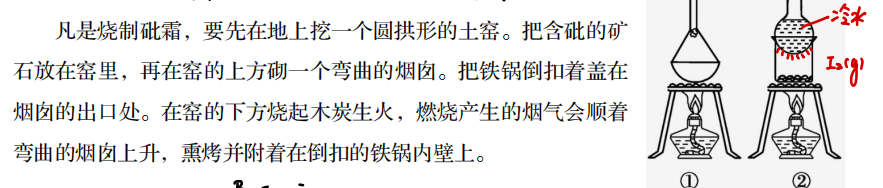 凡是烧制砒霜，要先在地上挖一个圆拱形的土窑。把含砒的矿
石放在窑里，再在窑的上方砌一个弯曲的烟囱。把铁锅倒扣着盖在
烟囱的出口处。在窑的下方烧起木炭生火，燃烧产生的烟气会顺着
弯曲的烟囱上升，熏烤并附着在倒扣的铁锅内壁上。
冷水
I₂(g)
① ②